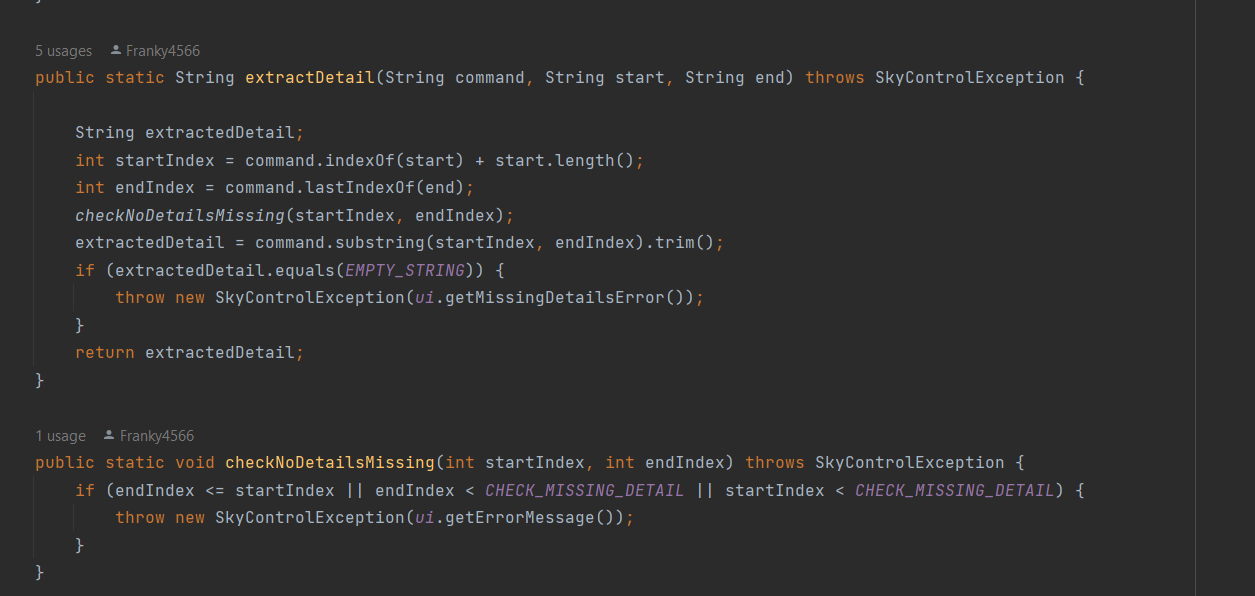 }
5 usages Franky4566
public static String extractDetail(String command, String start, String end) throws SkyControlException {
String extractedDetail;
int startIndex = command.indexOf(start) + start.length();
int endIndex = command.lastIndexOf(end);
checkNoDetailsMissing(startIndex, endIndex);
extractedDetail = command.substring(startIndex, endIndex).trim();
if (extractedDetail.equals(EMPTY_STRING)) {
throw new SkyControlException(ui.getMissingDetailsError());
}
return extractedDetail;
}
1 usage Franky4566
public static void checkNoDetailsMissing(int startIndex, int endIndex) throws SkyControlException {
if (endIndex <= startIndex || endIndex < CHECK_MISSING_DETAIL || startIndex < CHECK_MISSING_DETAIL) {
throw new SkyControlException(ui.getErrorMessage());
}
}